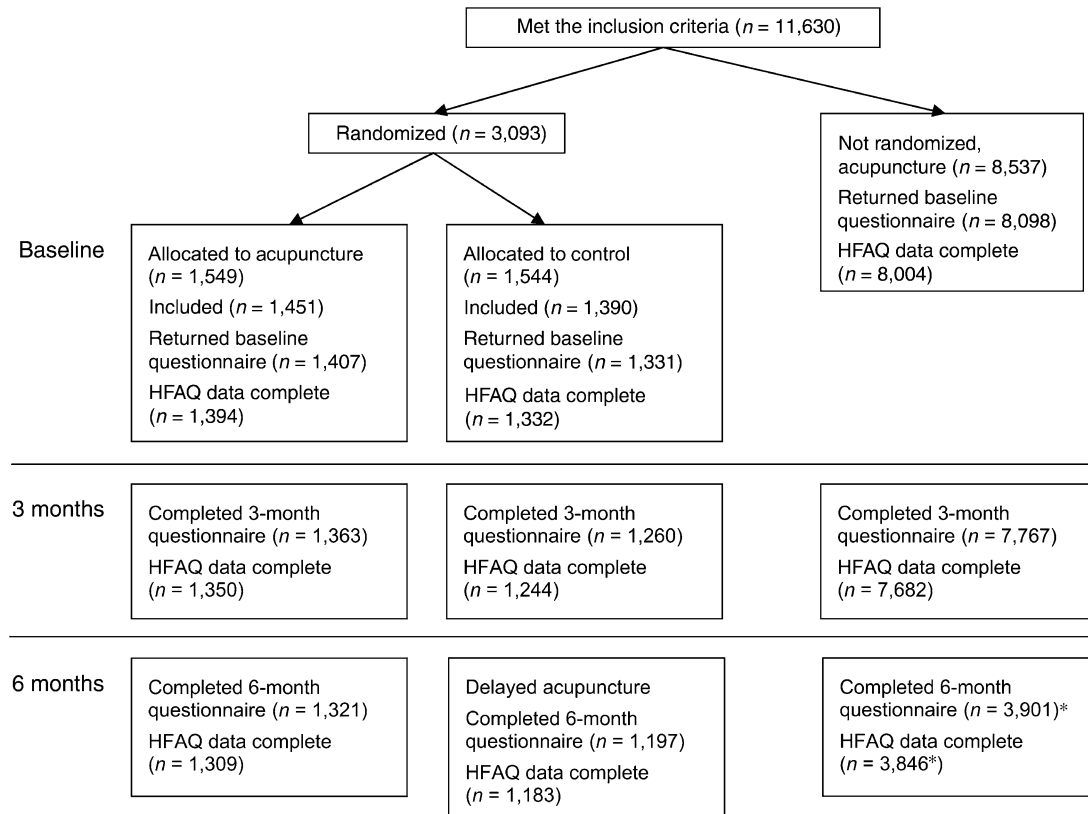 Met the inclusion criteria (n = 11,630)
Randomized (n = 3,093)
Not randomized,
acupuncture (n = 8,537)
Returned baseline
questionnaire (n = 8,098)
HFAQ data complete
(n = 8,004)
Baseline
Allocated to acupuncture
(n = 1,549)
Included (n = 1,451)
Returned baseline
questionnaire (n = 1,407)
HFAQ data complete
(n = 1,394)
Allocated to control
(n = 1,544)
Included (n = 1,390)
Returned baseline
questionnaire (n = 1,331)
HFAQ data complete
(n = 1,332)
3 months
Completed 3-month
questionnaire (n = 1,363)
HFAQ data complete
(n = 1,350)
Completed 3-month
questionnaire (n = 1,260)
HFAQ data complete
(n = 1,244)
Completed 3-month
questionnaire (n = 7,767)
HFAQ data complete
(n = 7,682)
6 months
Completed 6-month
questionnaire (n = 1,321)
HFAQ data complete
(n = 1,309)
Delayed acupuncture
Completed 6-month
questionnaire (n = 1,197)
HFAQ data complete
(n = 1,183)
Completed 6-month
questionnaire (n = 3,901)*
HFAQ data complete
(n = 3,846*)